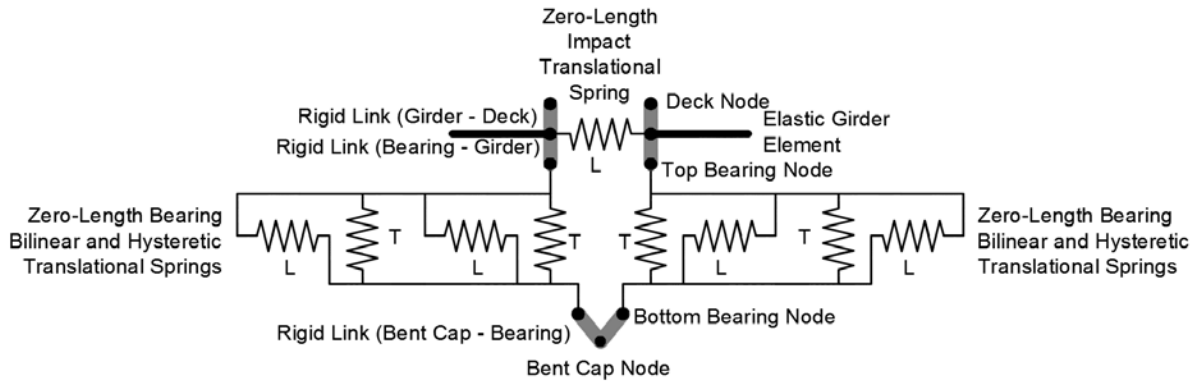 Zero-Length
Impact
Translational
Spring
Rigid Link (Girder - Deck)
Rigid Link (Bearing - Girder)
L
Deck Node
Elastic Girder
Element
Top Bearing Node
Zero-Length Bearing
Bilinear and Hysteretic
Translational Springs
L
T
L
T
T
L
T
L
Zero-Length Bearing
Bilinear and Hysteretic
Translational Springs
Rigid Link (Bent Cap - Bearing)
Bottom Bearing Node
Bent Cap Node